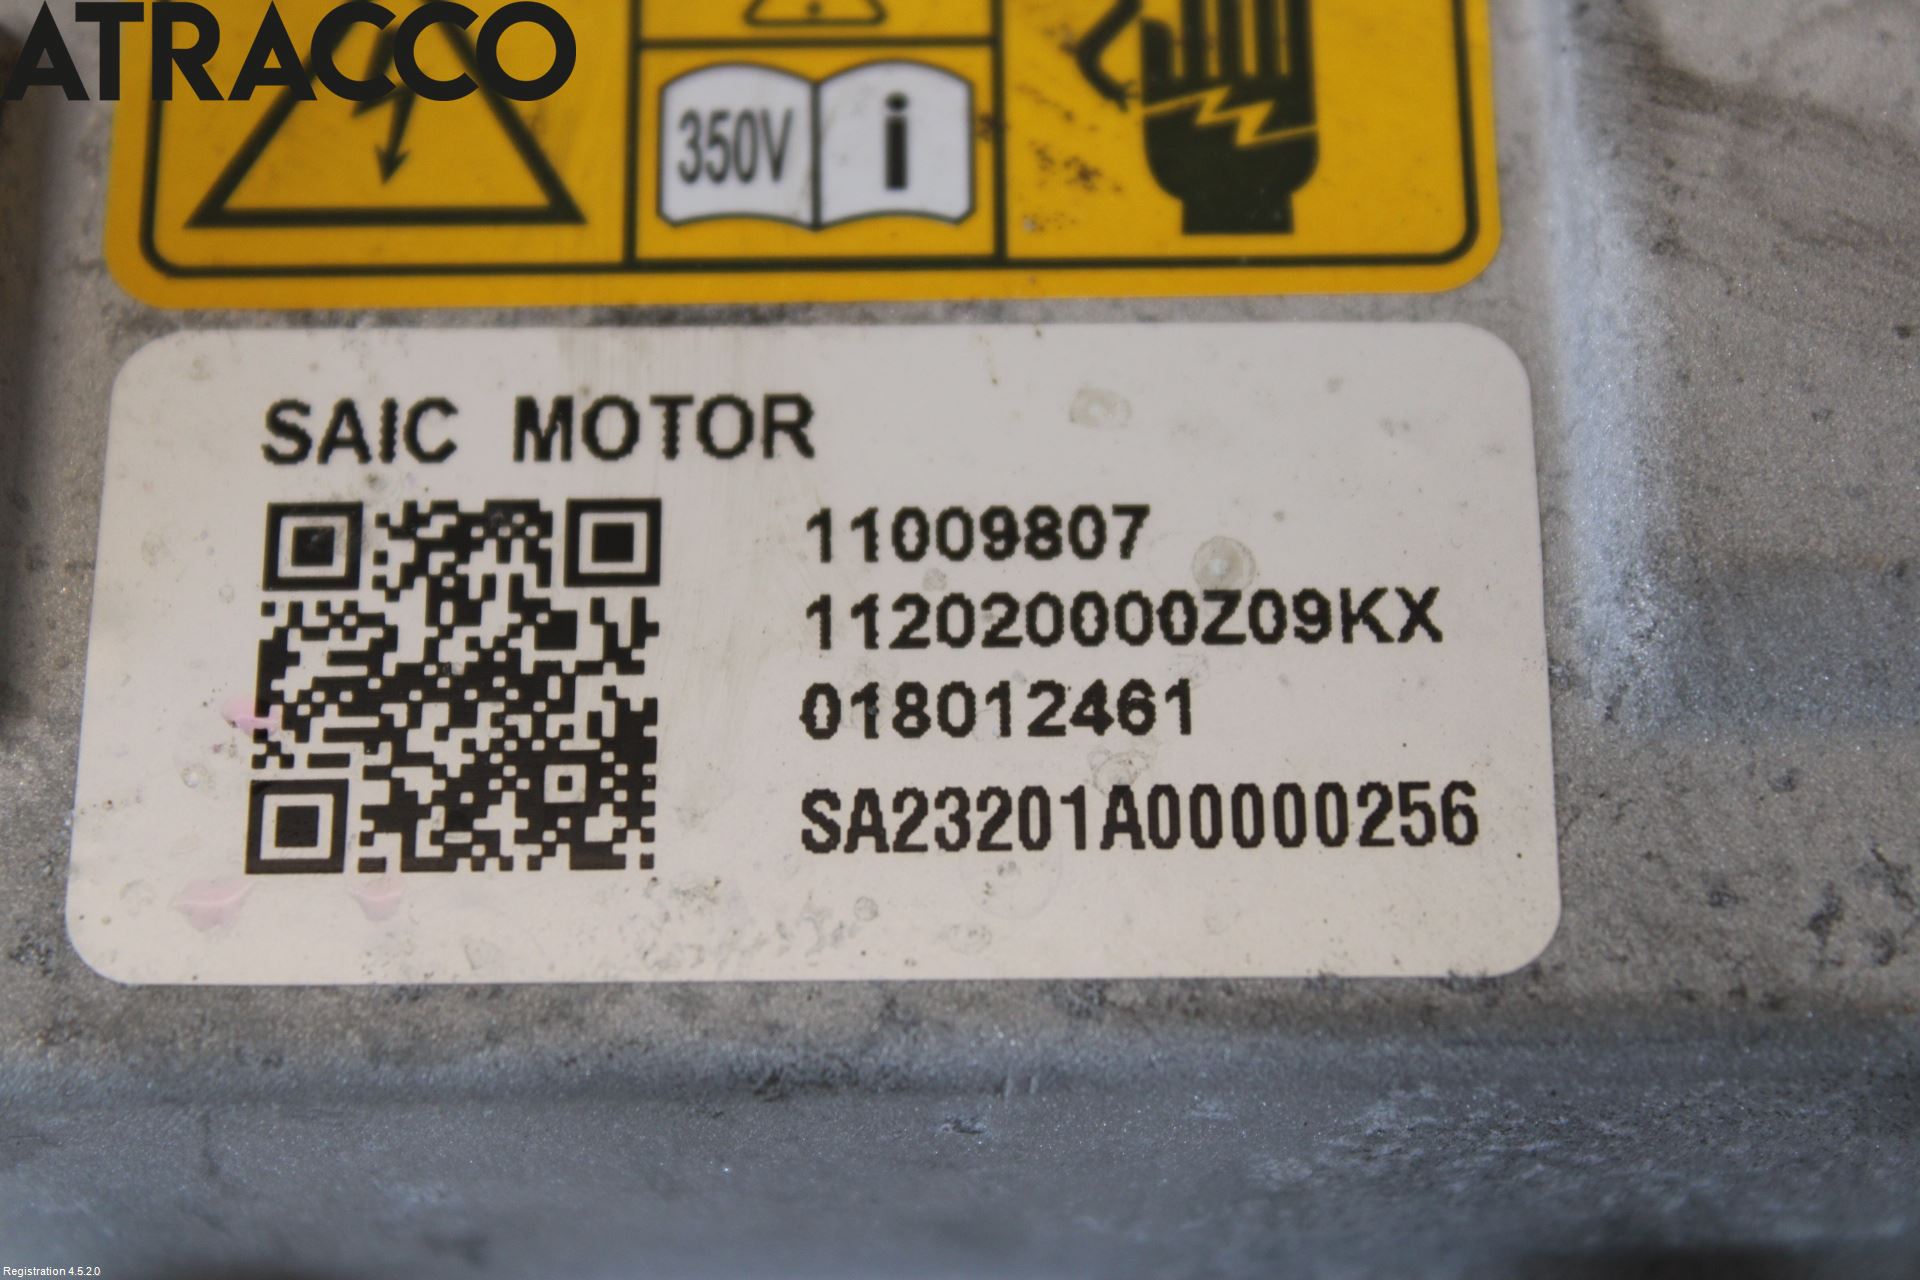 ATRACCO
350V i
SAIC MOTOR
11009807
112020000Z09KX
018012461
SA23201A00000256
Registration 4.5.2.0